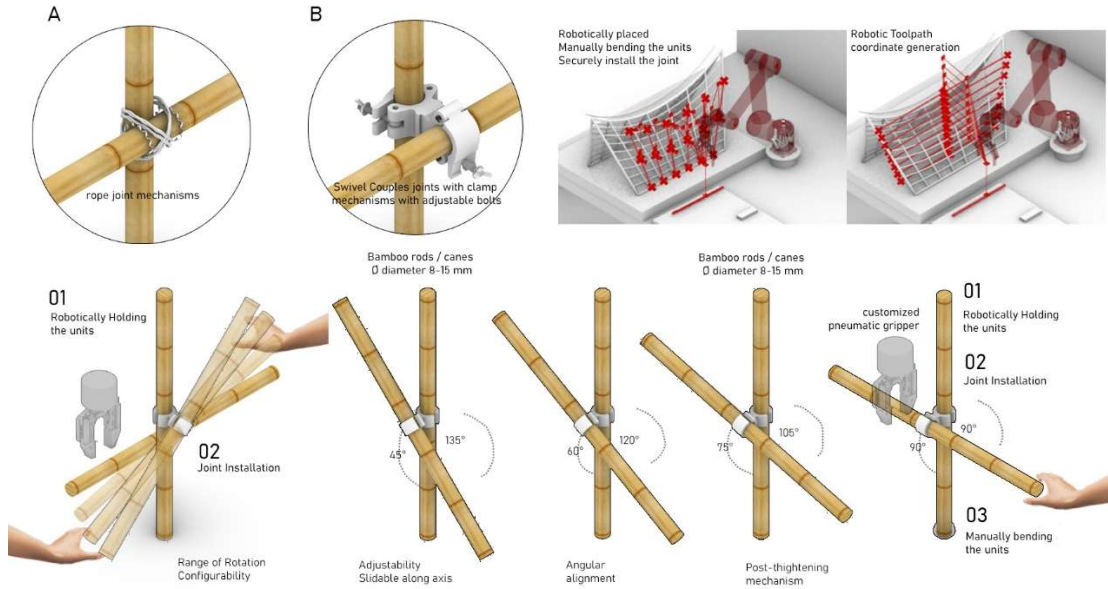 A
rope joint mechanisms
B
Swivel Couples joints with clamp
mechanisms with adjustable bolts
Robotically placed
Manually bending the units
Securely install the joint
Robotic Toolpath
coordinate generation
01
Robotically Holding
the units
02
Joint Installation
Range of Rotation
Configurability
Bamboo rods / canes
Ø diameter 8-15 mm
45°
135°
Adjustability
Slidable along axis
60°
120°
Angular
alignment
Bamboo rods / canes
Ø diameter 8-15 mm
75°
105°
Post-thightening
mechanism
customized
pneumatic gripper
01
Robotically Holding
the units
02
Joint Installation
90°
90°
03
Manually bending
the units